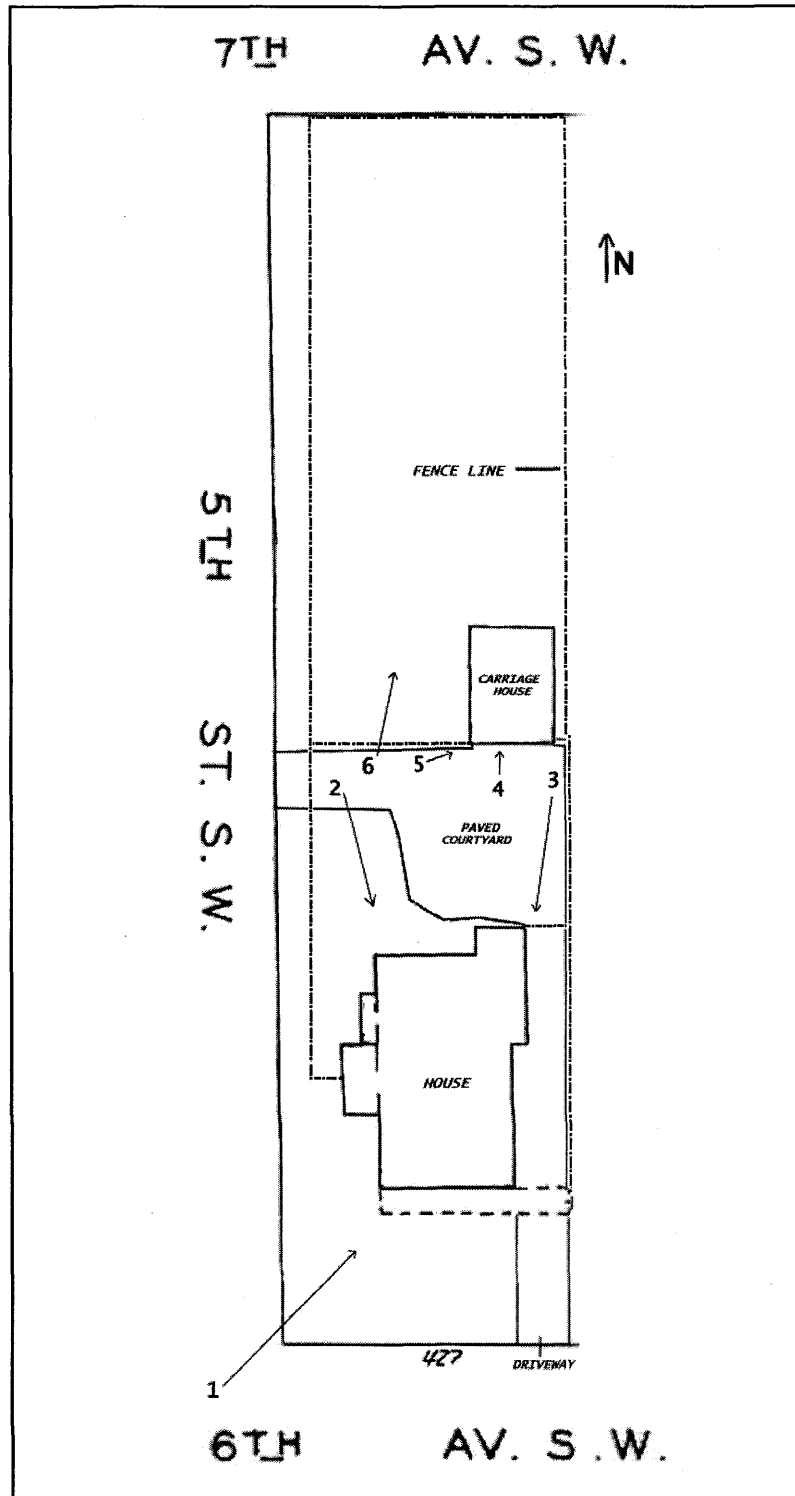 7TH AV. S. W.
N
FENCE LINE
5TH ST. S. W.
CARRIAGE
HOUSE
6
5
4
3
2
PAVED
COURTYARD
HOUSE
1
427
DRIVEWAY
6TH AV. S.W.